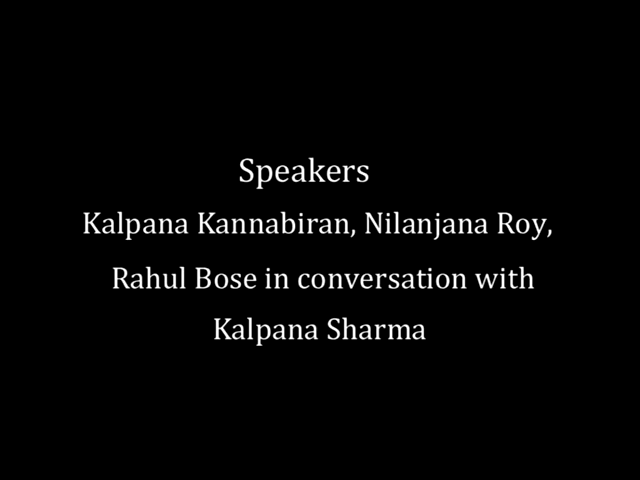 Speakers
Kalpana Kannabiran, Nilanjana Roy,
Rahul Bose in conversation with
Kalpana Sharma